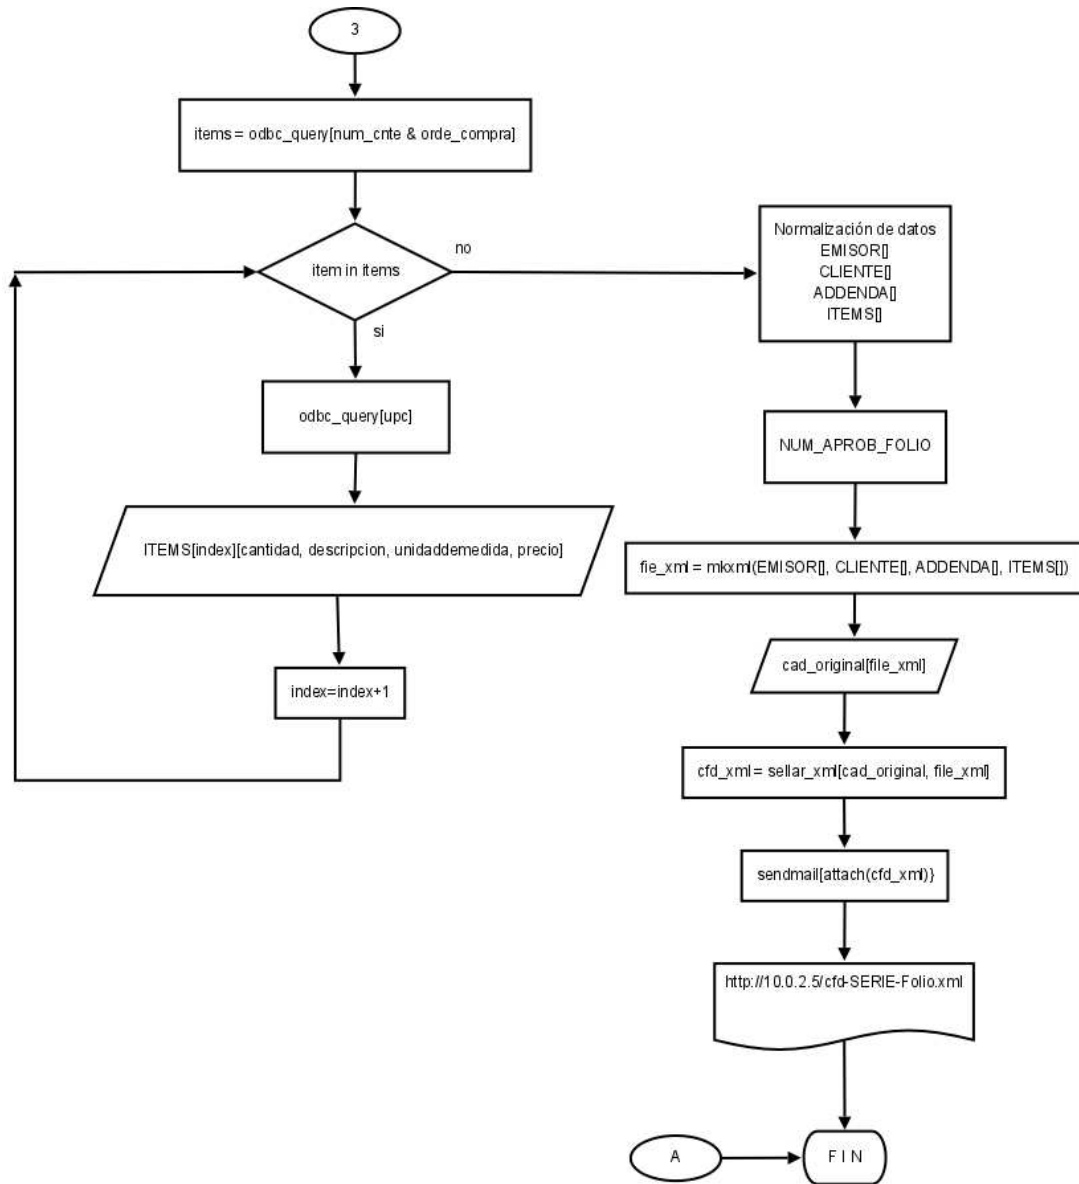 3
items = odbc_query[num_cnte & orde_compra]
item in items
no
si
odbc_query[upc]
ITEMS[index][cantidad, descripcion, unidaddemedida, precio]
index=index+1
Normalización de datos
EMISOR[]
CLIENTE[]
ADDENDA[]
ITEMS[]
NUM_APROB_FOLIO
fie_xml = mkxml(EMISOR[], CLIENTE[], ADDENDA[], ITEMS[])
cad_original[file_xml]
cfd_xml = sellar_xml[cad_original, file_xml]
sendmail[attach(cfd_xml)}
http://10.0.2.5/cfd-SERIE-Folio.xml
A
F I N